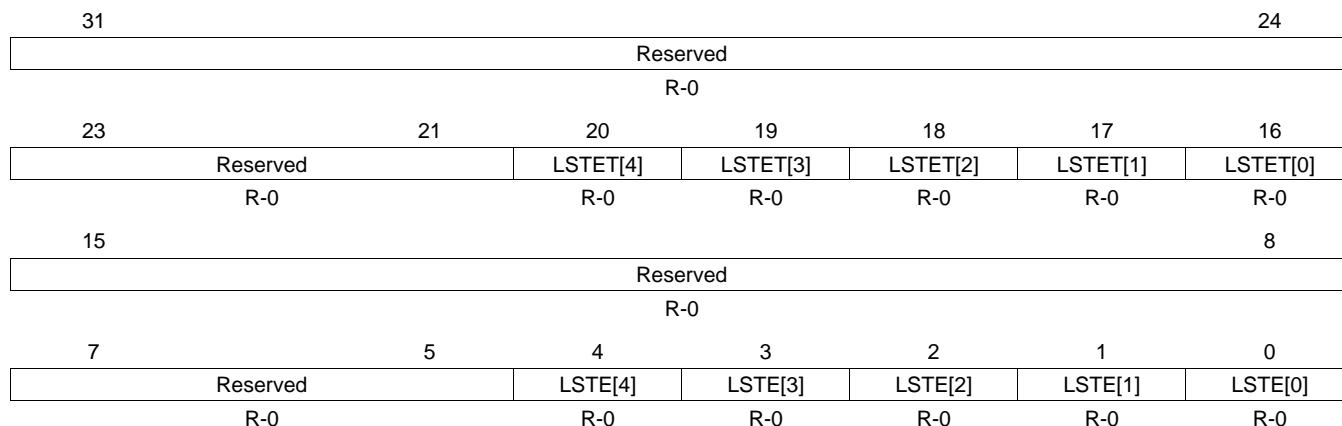 31 24
Reserved
R-0
23 21 20 19 18 17 16
Reserved LSTET[4] LSTET[3] LSTET[2] LSTET[1] LSTET[0]
R-0 R-0 R-0 R-0 R-0 R-0
15 8
Reserved
R-0
7 5 4 3 2 1 0
Reserved LSTE[4] LSTE[3] LSTE[2] LSTE[1] LSTE[0]
R-0 R-0 R-0 R-0 R-0 R-0